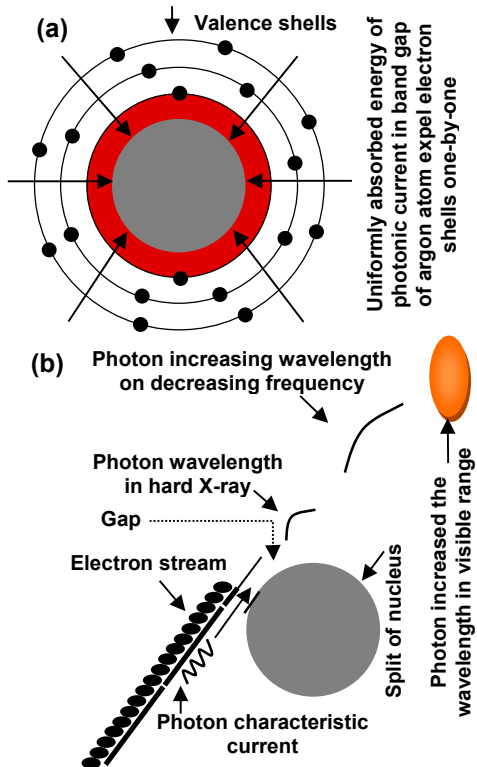 (a)
Valence shells
Uniformly absorbed energy of
photonic current in band gap
of argon atom expel electron
shells one-by-one
(b)
Photon increasing wavelength
on decreasing frequency
Photon wavelength
in hard X-ray
Gap
Electron stream
Photon characteristic
current
Split of nucleus
Photon increased the
wavelength in visible range